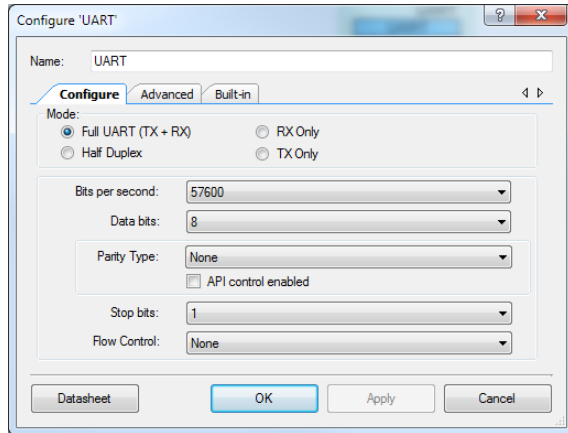 Configure 'UART'
Name: UART
Configure Advanced Built-in
Mode:
Full UART (TX + RX) RX Only
Half Duplex TX Only
Bits per second: 57600
Data bits: 8
Parity Type: None
API control enabled
Stop bits: 1
Flow Control: None
Datasheet OK Apply Cancel